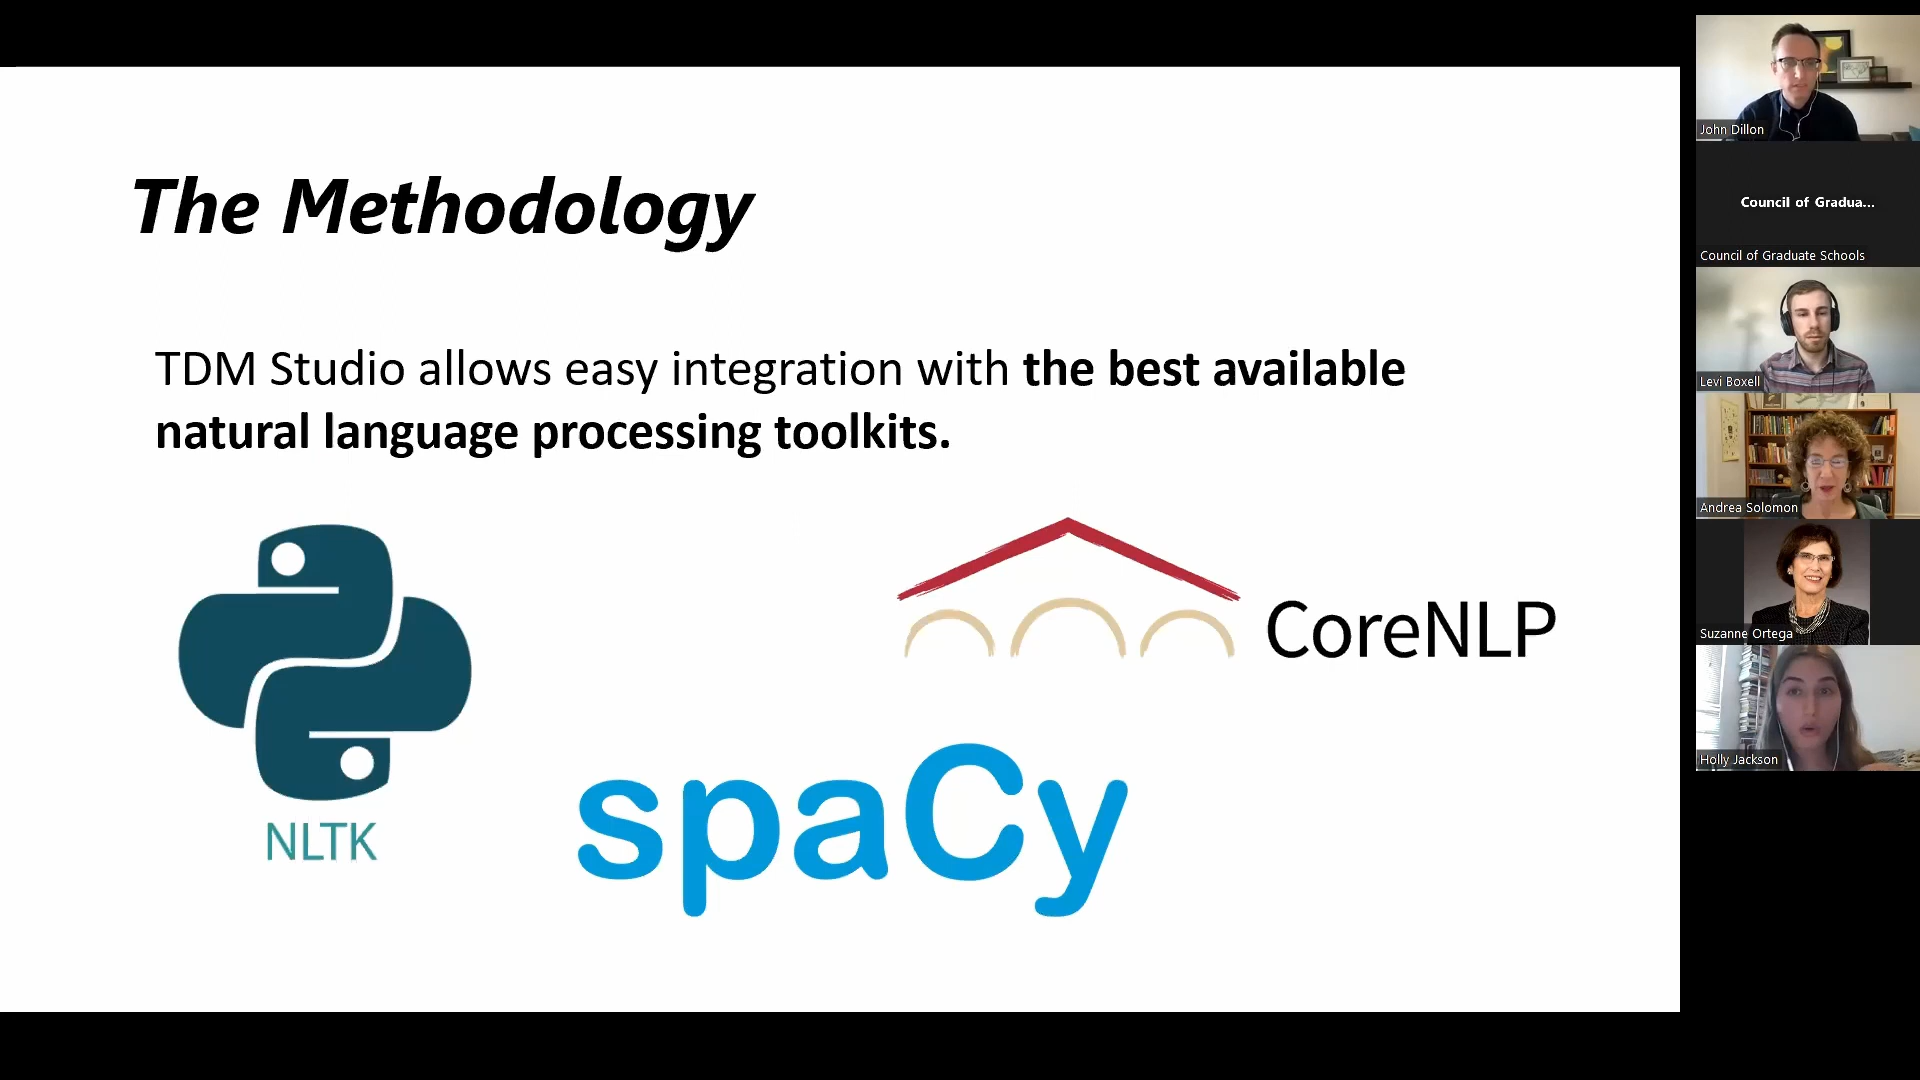 The Methodology
TDM Studio allows easy integration with the best available
natural language processing toolkits.
NLTK
CoreNLP
spaCy
John Dillon
Council of Gradua...
Council of Graduate Schools
Levi Boxell
Andrea Solomon
Suzanne Ortega
Holly Jackson